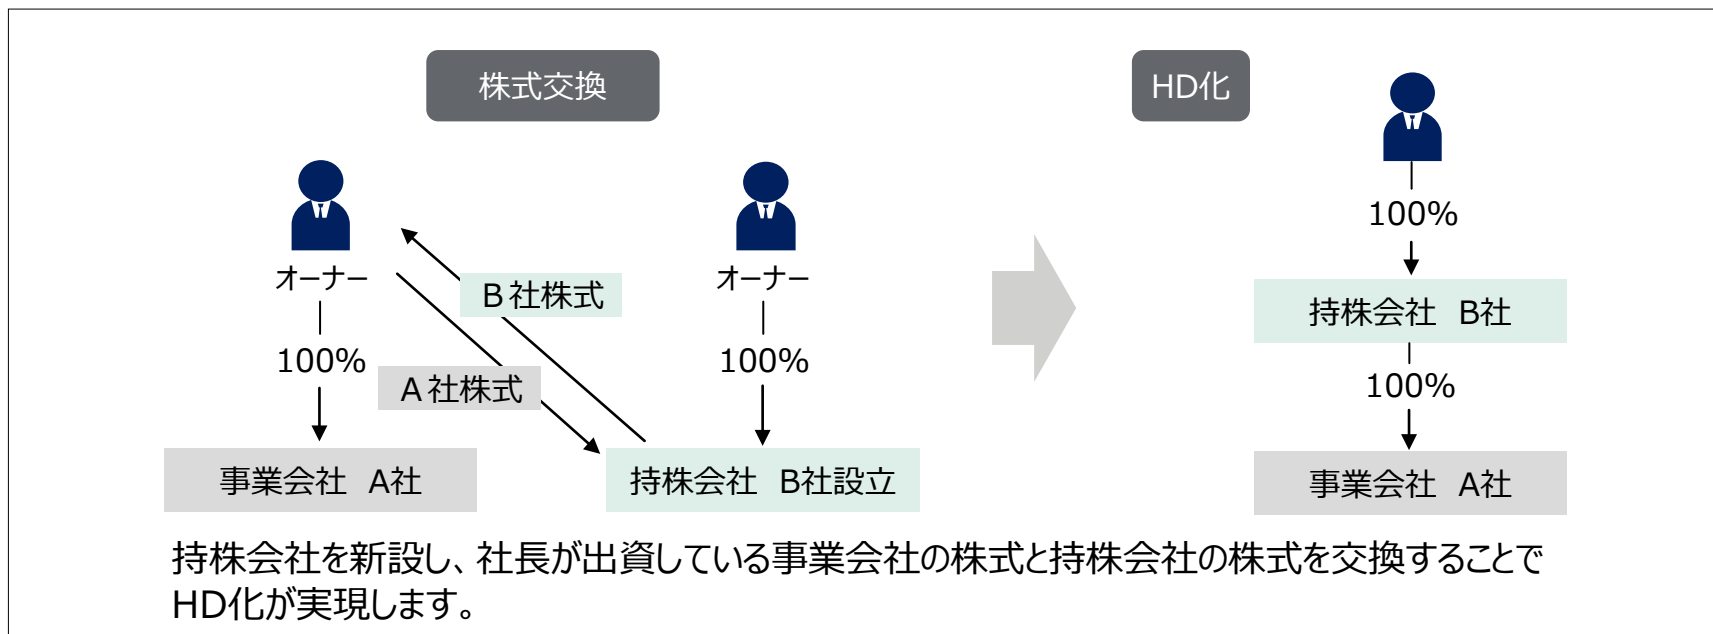 株式交換
HD化
オーナー
オーナー
B社株式
A社株式
100%
100%
事業会社　A社
持株会社　B社設立
100%
持株会社　B社
100%
事業会社　A社
持株会社を新設し、社長が出資している事業会社の株式と持株会社の株式を交換することで
HD化が実現します。